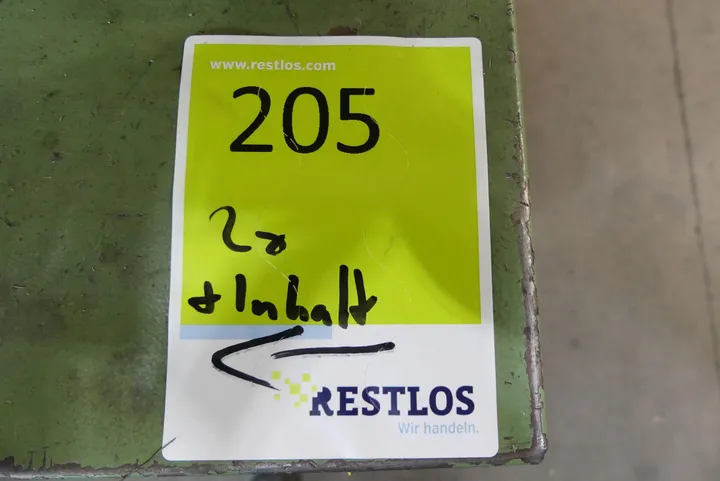 www.restlos.com
205
2x
+ Inhalt
RESTLOS
Wir handeln.